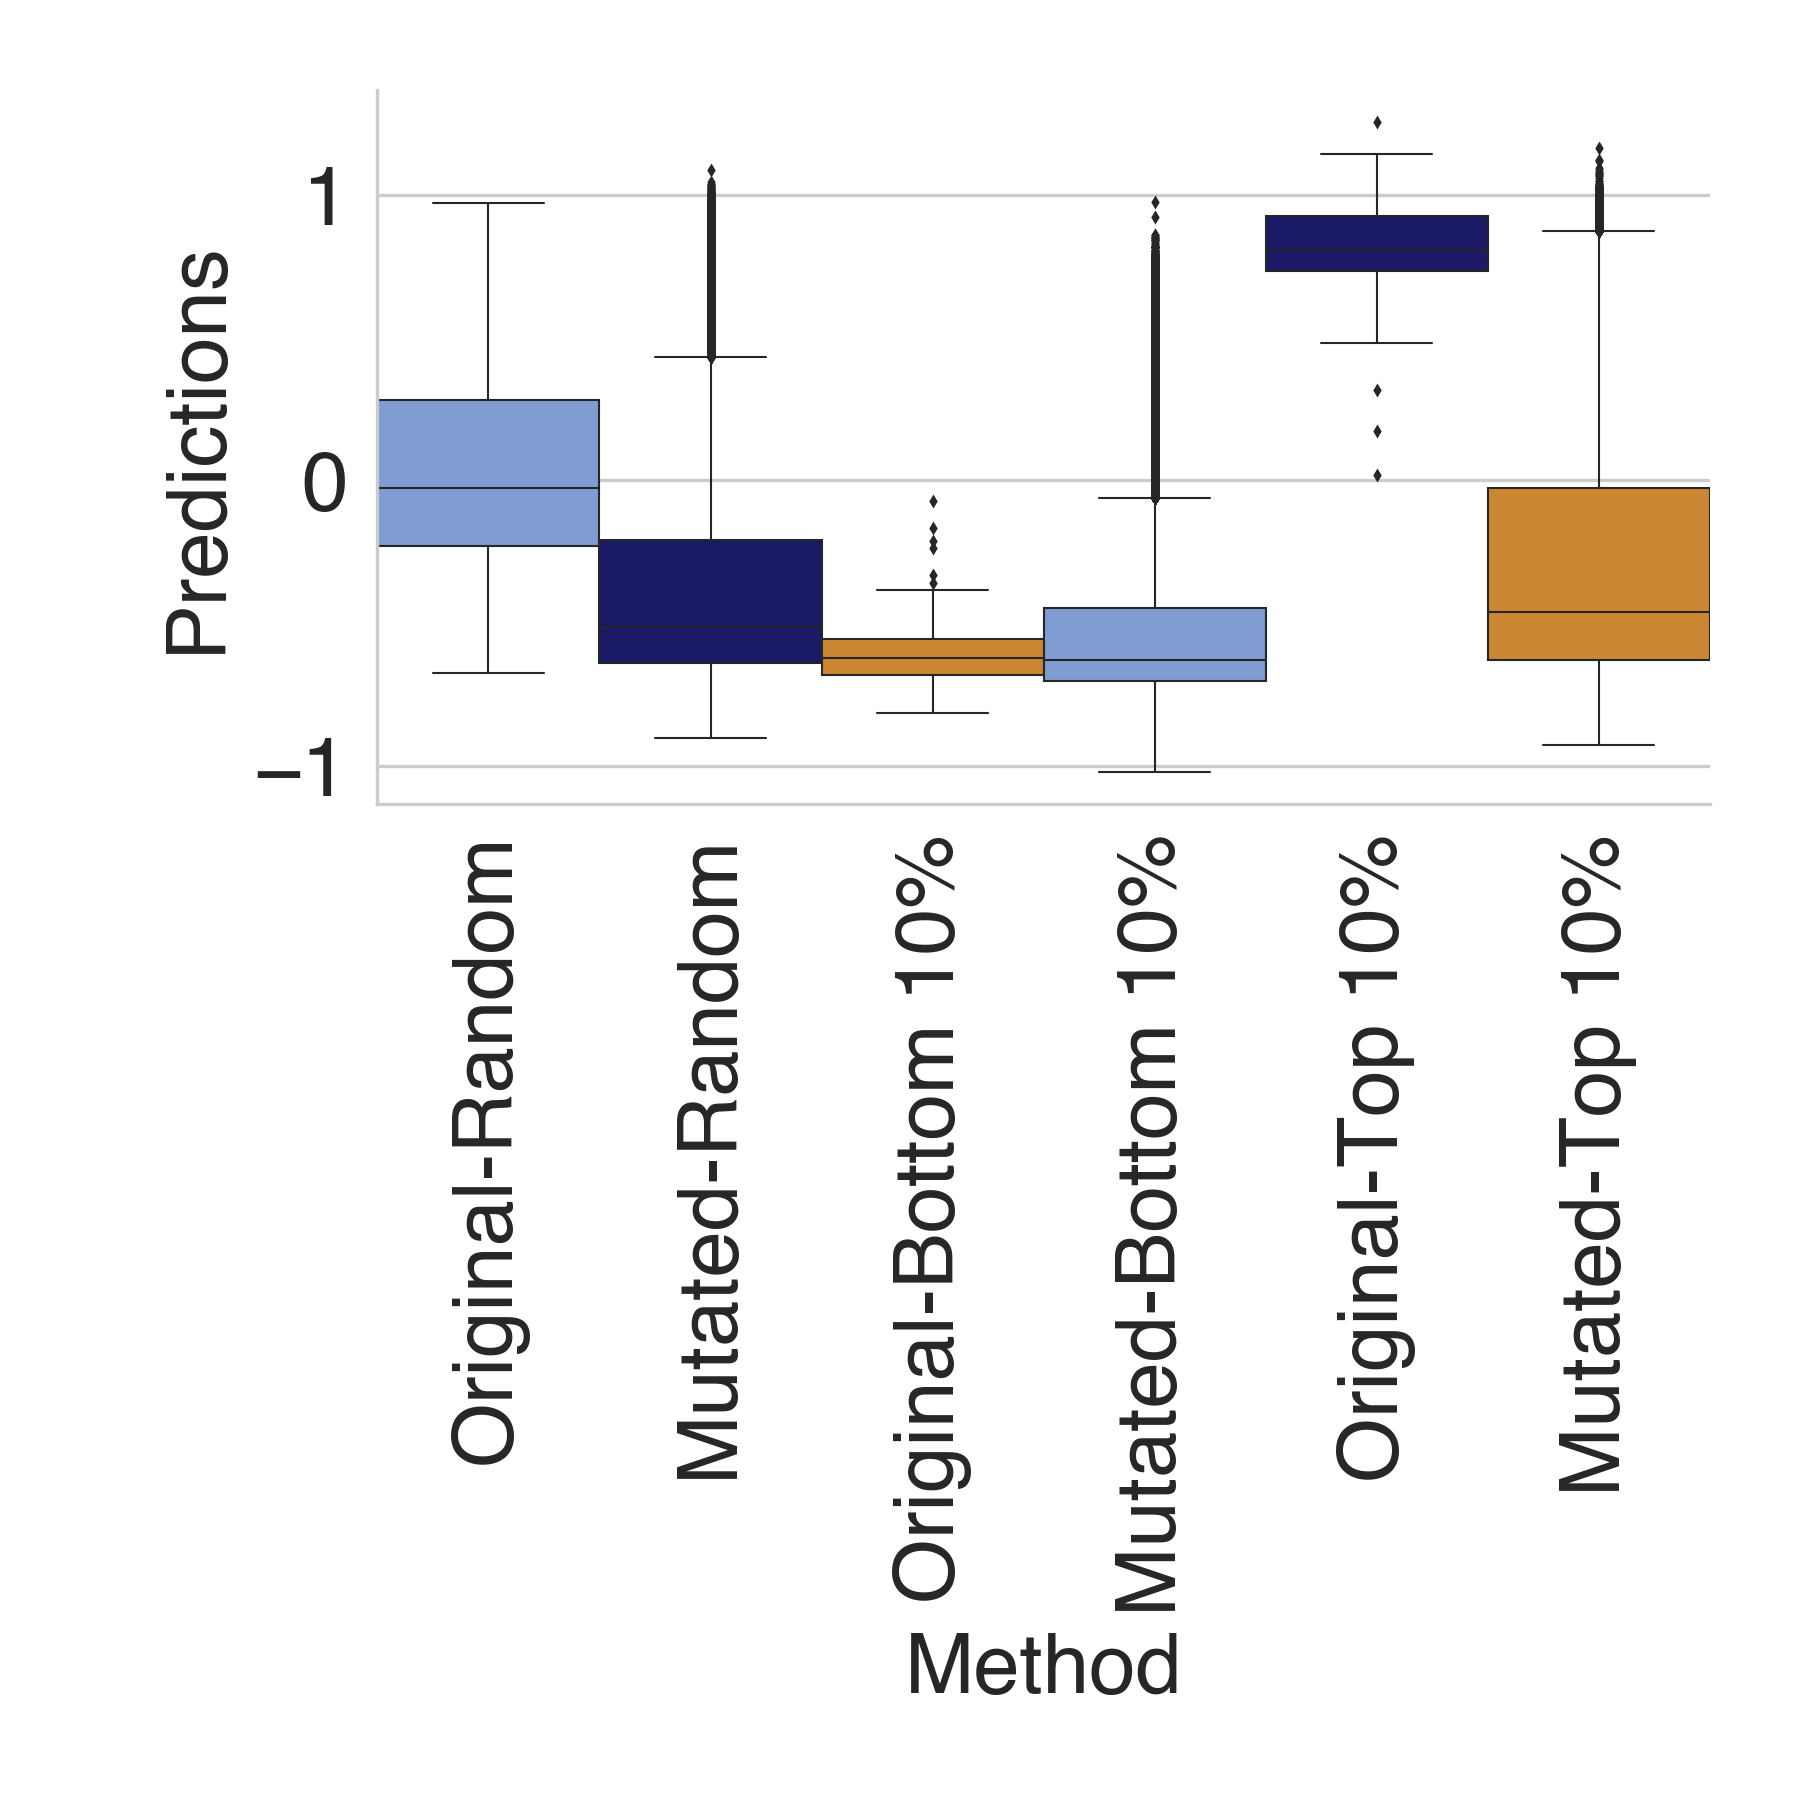 Predictions
1
0
−1
Original-Random
Mutated-Random
Original-Bottom 10%
Mutated-Bottom 10%
Original-Top 10%
Mutated-Top 10%
Method